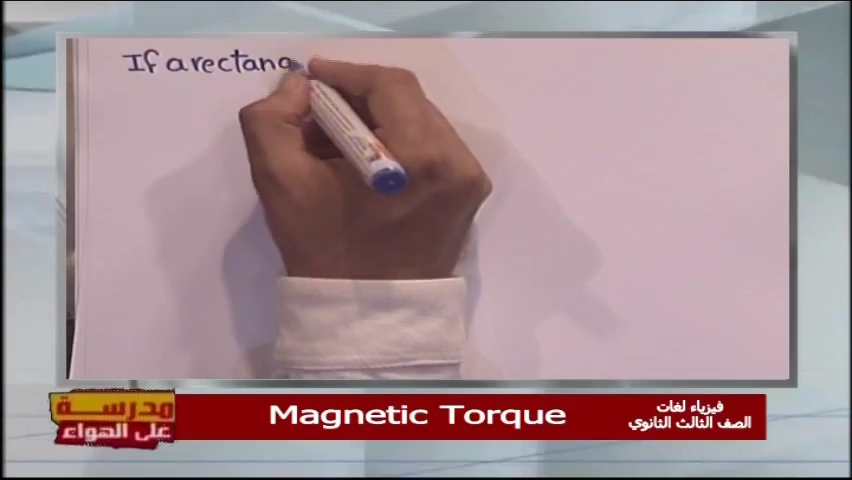 If a rectang
مدرسة
على الهواء
Magnetic Torque
فيزياء لغات
الصف الثالث الثانوي